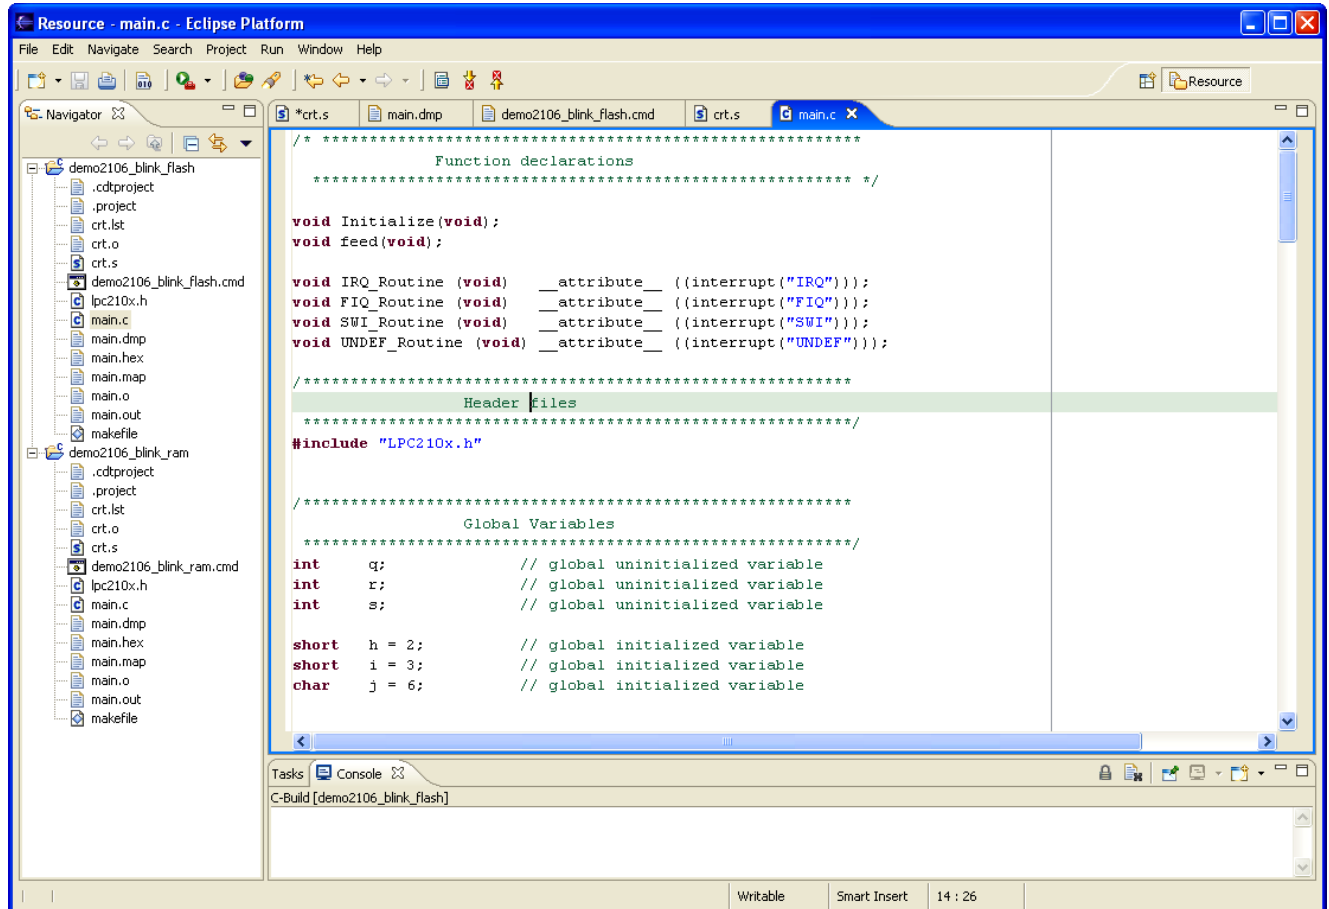 Resource - main.c - Eclipse Platform
File Edit Navigate Search Project Run Window Help
Resource
Navigator
*crt.s main.dmp demo2106_blink_flash.cmd crt.s main.c
demo2106_blink_flash
.cdtproject
.project
crt.lst
crt.o
crt.s
demo2106_blink_flash.cmd
lpc210x.h
main.c
main.dmp
main.hex
main.map
main.o
main.out
makefile
demo2106_blink_ram
.cdtproject
.project
crt.lst
crt.o
crt.s
demo2106_blink_ram.cmd
lpc210x.h
main.c
main.dmp
main.hex
main.map
main.o
main.out
makefile
/* *********************************************************
Function declarations
********************************************************* */
void Initialize(void);
void feed(void);
void IRQ_Routine (void) __attribute__ ((interrupt("IRQ")));
void FIQ_Routine (void) __attribute__ ((interrupt("FIQ")));
void SWI_Routine (void) __attribute__ ((interrupt("SWI")));
void UNDEF_Routine (void) __attribute__ ((interrupt("UNDEF")));
/**********************************************************
Header files
**********************************************************/
#include "LPC210x.h"
/**********************************************************
Global Variables
**********************************************************/
int q; // global uninitialized variable
int r; // global uninitialized variable
int s; // global uninitialized variable
short h = 2; // global initialized variable
short i = 3; // global initialized variable
char j = 6; // global initialized variable
Tasks Console
C-Build [demo2106_blink_flash]
Writable Smart Insert 14 : 26